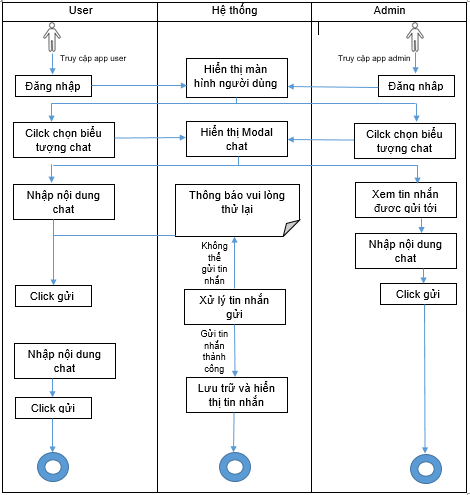 User
Hệ thống
Admin
Truy cập app user
Truy cập app admin
Đăng nhập
Hiển thị màn
hình người dùng
Đăng nhập
Cilck chọn biểu
tượng chat
Hiển thị Modal
chat
Cilck chọn biểu
tượng chat
Nhập nội dung
chat
Thông báo vui lòng
thử lại
Xem tin nhắn
được gửi tới
Nhập nội dung
chat
Không
thể
gửi tin
nhắn
Click gửi
Xử lý tin nhắn
gửi
Click gửi
Gửi tin
nhắn
thành
công
Nhập nội dung
chat
Lưu trữ và hiển
thị tin nhắn
Click gửi